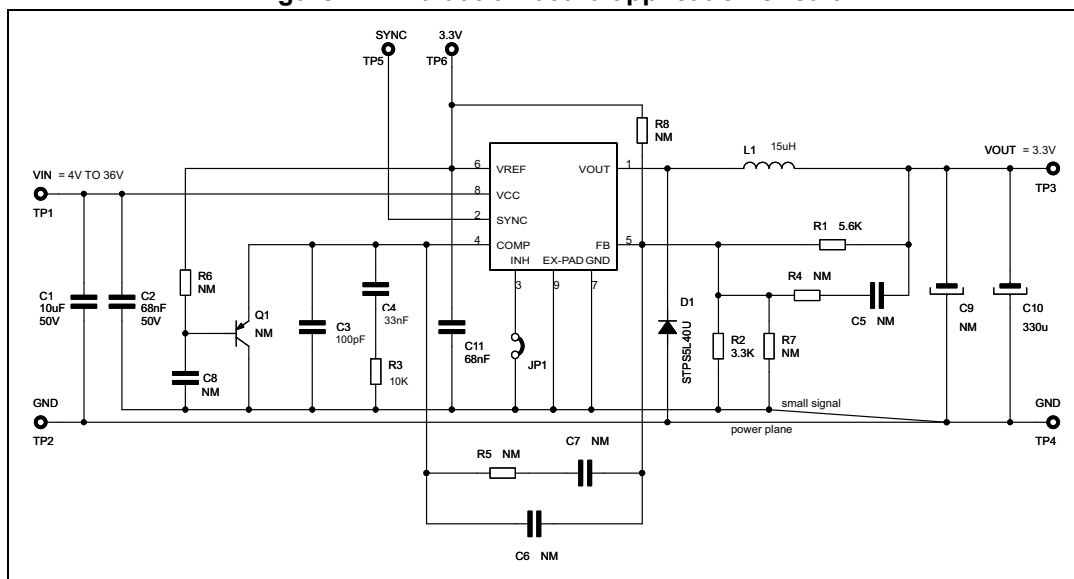 SYNC
3.3V
TP5
TP6
R8
NM
L1
15uH
VOUT = 3.3V
VIN = 4V TO 36V
6
VREF
VOUT
1
TP1
8
VCC
TP3
2
SYNC
4
COMP
FB
5
R1 5.6K
INH
EX-PAD
GND
R6
NM
3
9
7
R4 NM
C1
10uF
50V
C2
68nF
50V
Q1
NM
C4
33nF
D1
C5 NM
C9
NM
C10
330u
C3
100pF
C11
68nF
STPS5L40U
R2
3.3K
R7
NM
C8
NM
R3
10K
JP1
GND
small signal
GND
TP2
power plane
TP4
R5 NM
C7 NM
C6 NM